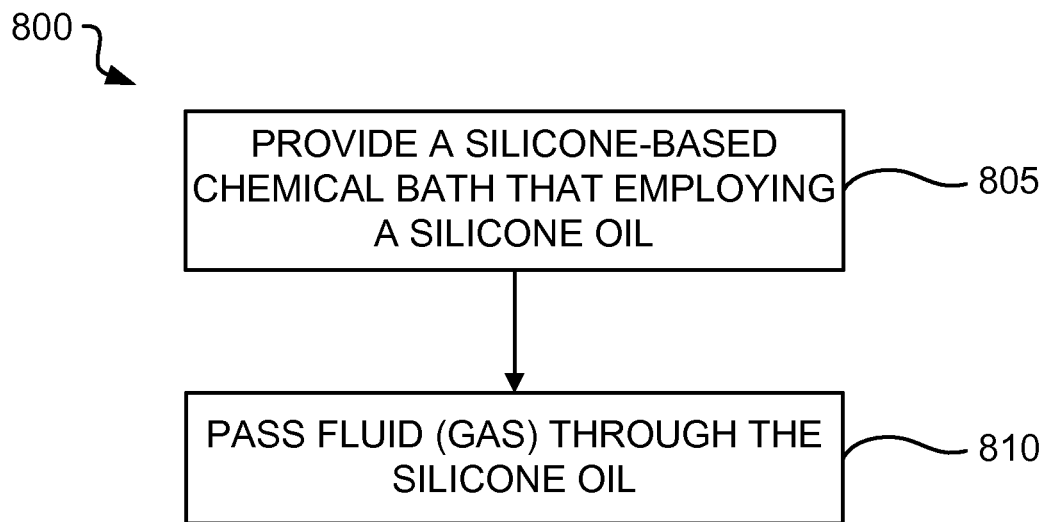 800
PROVIDE A SILICONE-BASED
CHEMICAL BATH THAT EMPLOYING
A SILICONE OIL
805
PASS FLUID (GAS) THROUGH THE
SILICONE OIL
810